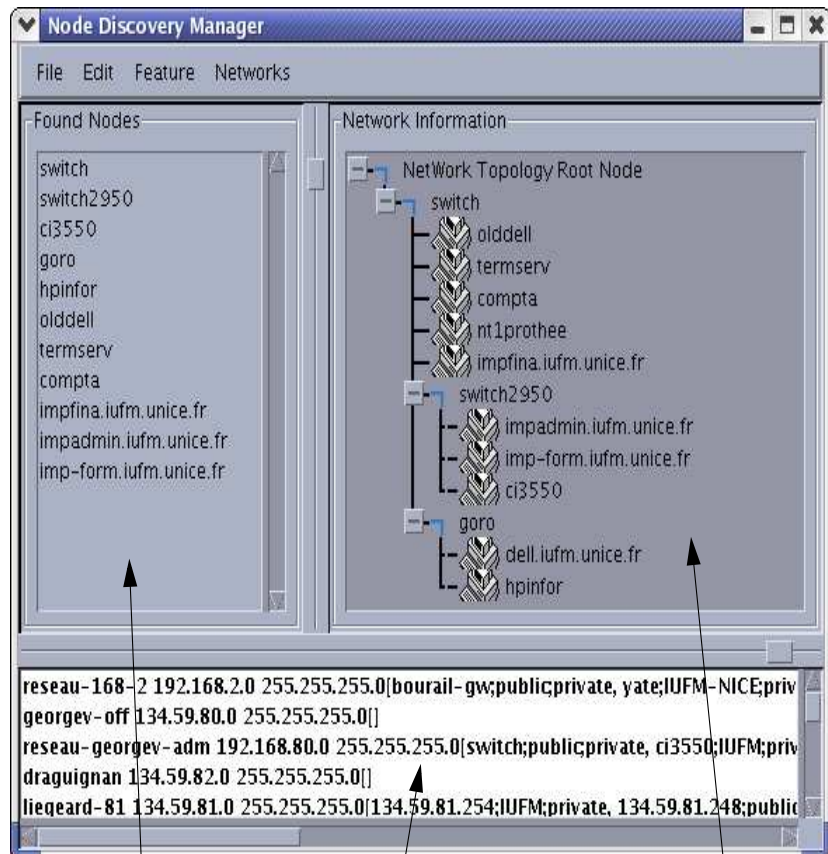 Node Discovery Manager
File Edit Feature Networks
Found Nodes
switch
switch2950
ci3550
goro
hpinfor
olddell
termserv
compta
impfina.iufm.unice.fr
impadmin.iufm.unice.fr
imp-form.iufm.unice.fr
Network Information
NetWork Topology Root Node
switch
olddell
termserv
compta
nt1prothee
impfina.iufm.unice.fr
switch2950
impadmin.iufm.unice.fr
imp-form.iufm.unice.fr
ci3550
goro
dell.iufm.unice.fr
hpinfor
reseau-168-2 192.168.2.0 255.255.255.0[bourail-gw;public;private, yate;IUFM-NICE;priv
georgev-off 134.59.80.0 255.255.255.0[]
reseau-georgev-adm 192.168.80.0 255.255.255.0[switch;public;private, ci3550;IUFM;priv
draguignan 134.59.82.0 255.255.255.0[]
liegeard-81 134.59.81.0 255.255.255.0[134.59.81.254;IUFM;private, 134.59.81.248;public